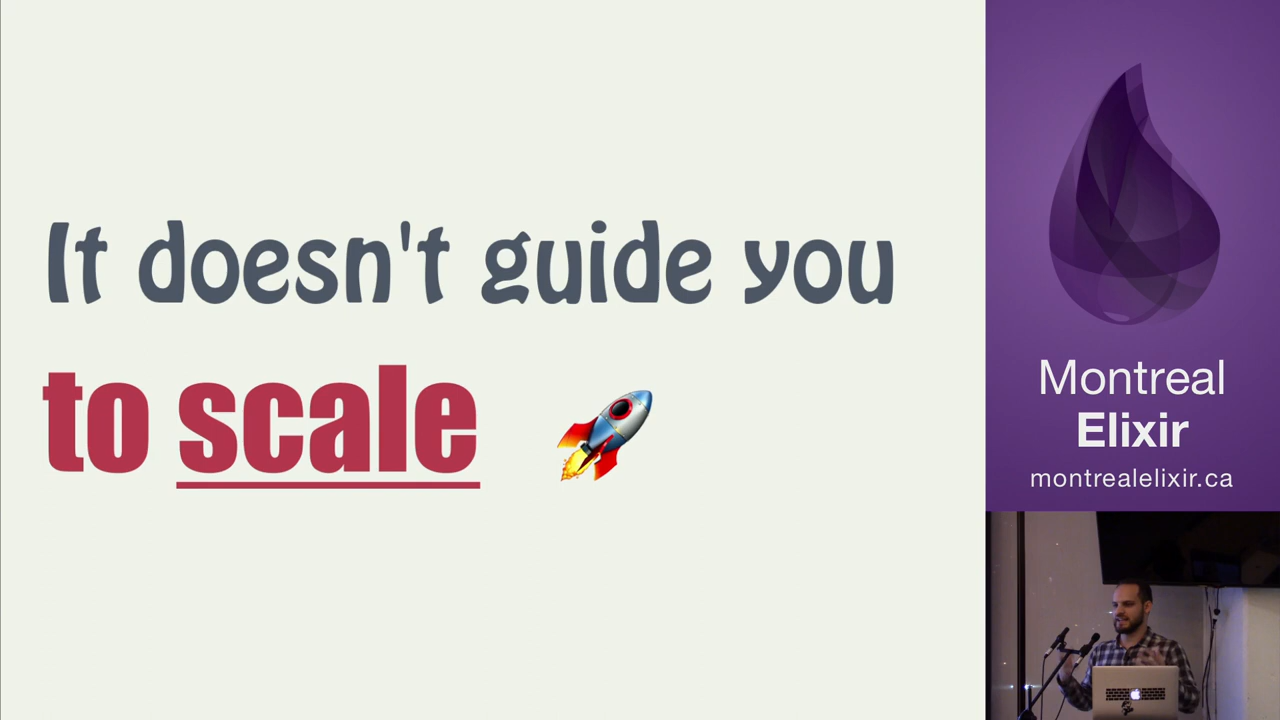 It doesn't guide you
to scale
Montreal
Elixir
montrealelixir.ca